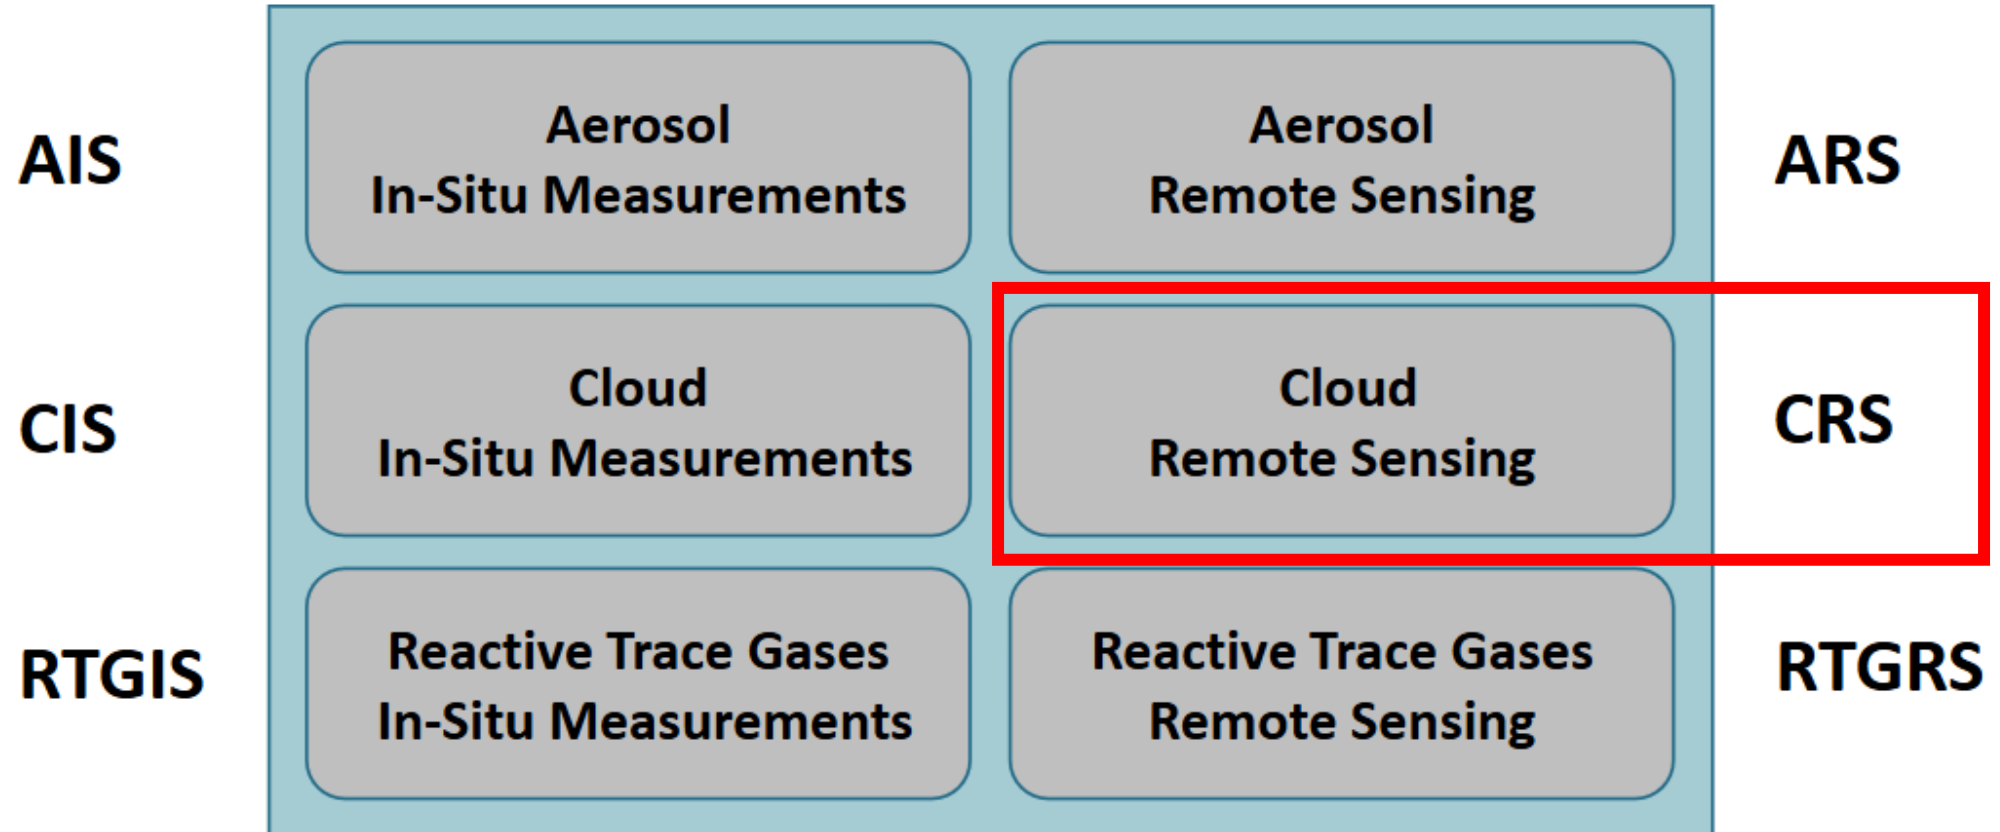 AIS
Aerosol
In-Situ Measurements
Aerosol
Remote Sensing
ARS
CIS
Cloud
In-Situ Measurements
Cloud
Remote Sensing
CRS
RTGIS
Reactive Trace Gases
In-Situ Measurements
Reactive Trace Gases
Remote Sensing
RTGRS